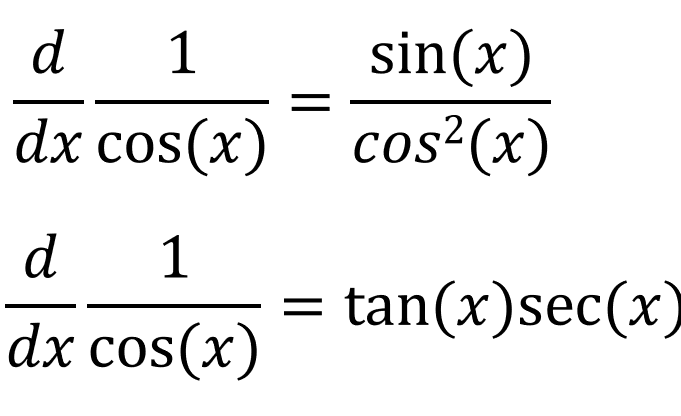 d/dx 1/cos(x) = sin(x)/cos²(x)
d/dx 1/cos(x) = tan(x)sec(x)